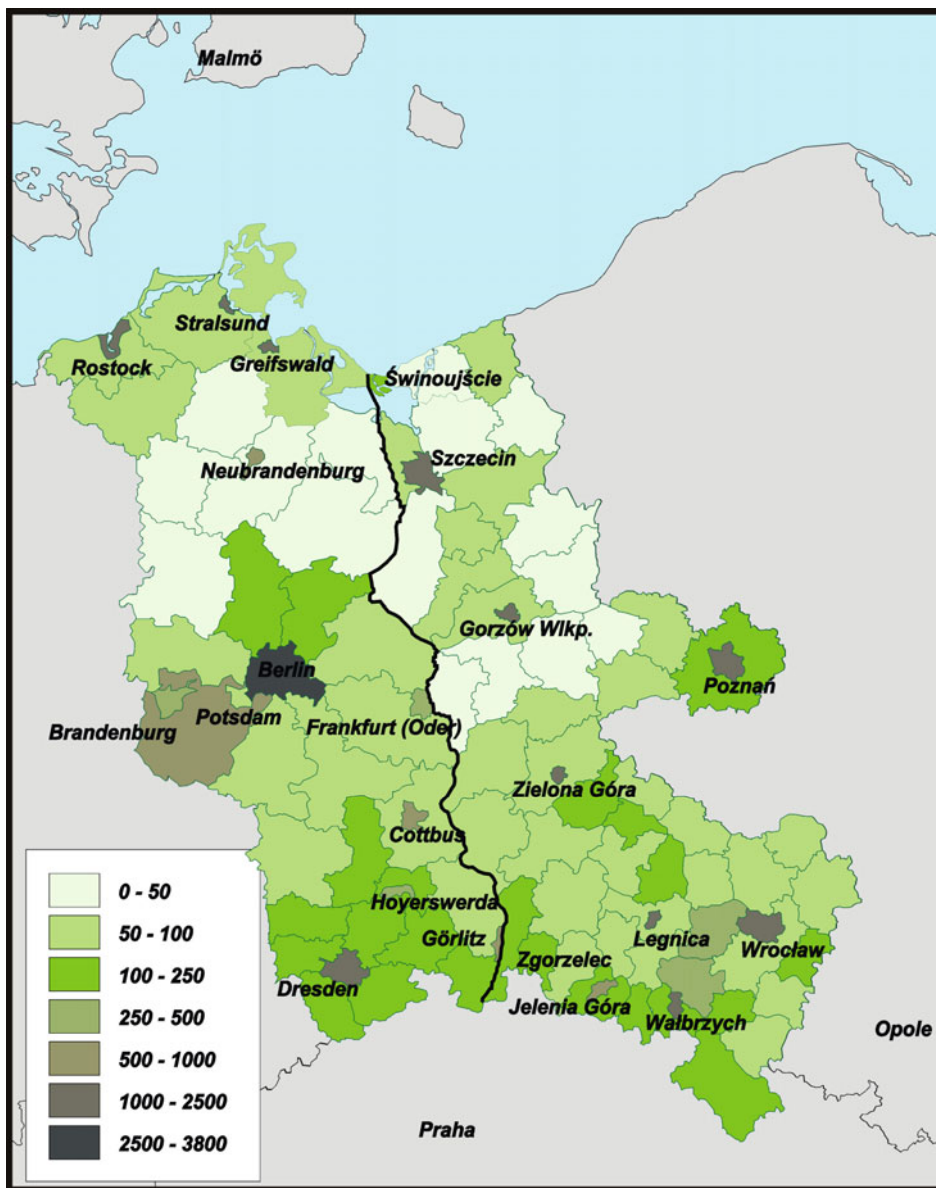 Malmö
Stralsund
Rostock
Greifswald
Świnoujście
Neubrandenburg
Szczecin
Gorzów Wlkp.
Berlin
Poznań
Brandenburg
Potsdam
Frankfurt (Oder)
Zielona Góra
Cottbus
Hoyerswerda
Görlitz
Legnica
Wrocław
Zgorzelec
Dresden
Jelenia Góra
Wałbrzych
Opole
Praha
0 - 50
50 - 100
100 - 250
250 - 500
500 - 1000
1000 - 2500
2500 - 3800